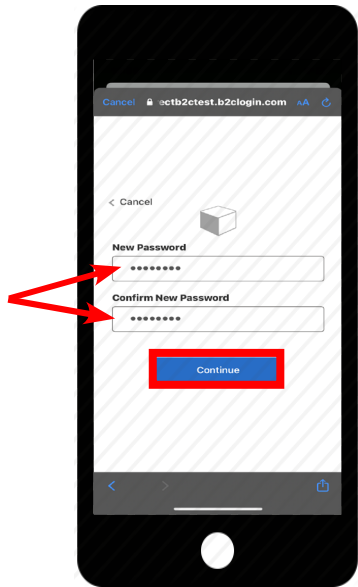 Cancel ectb2ctest.b2clogin.com AA
< Cancel
New Password
••••••••
Confirm New Password
••••••••
Continue